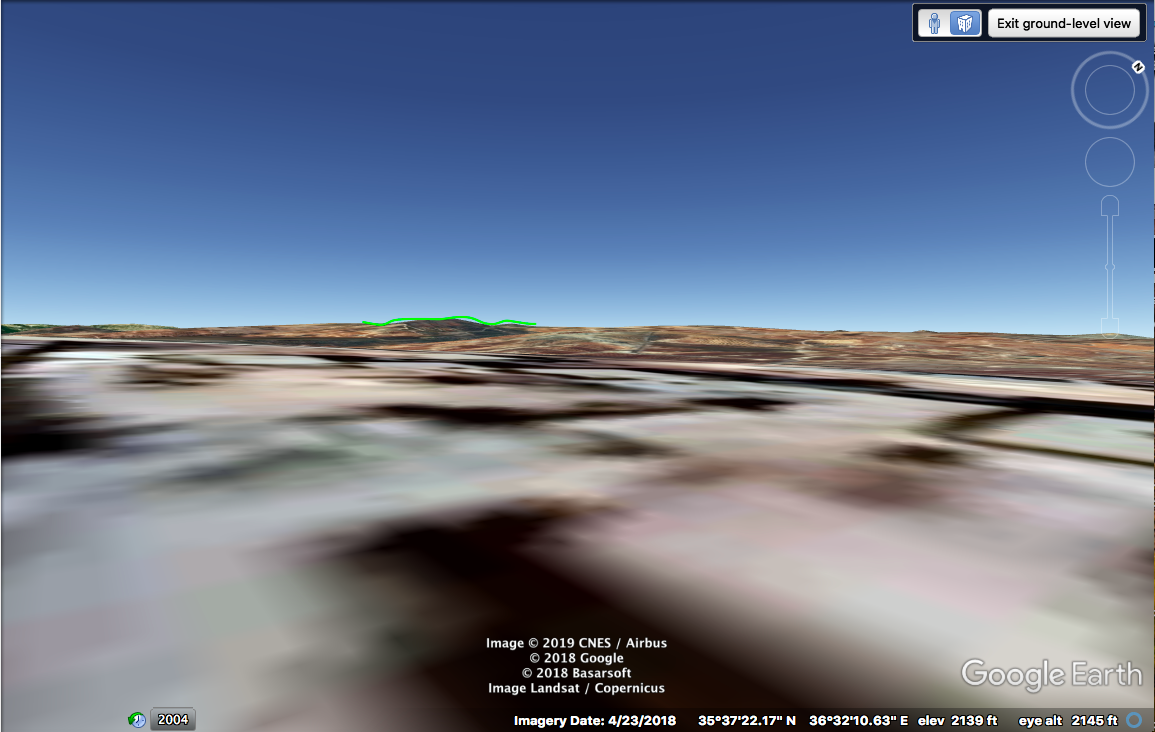 Exit ground-level view
N
Image © 2019 CNES / Airbus
© 2018 Google
© 2018 Basarsoft
Image Landsat / Copernicus
Google Earth
2004
Imagery Date: 4/23/2018 35°37'22.17" N 36°32'10.63" E elev 2139 ft eye alt 2145 ft